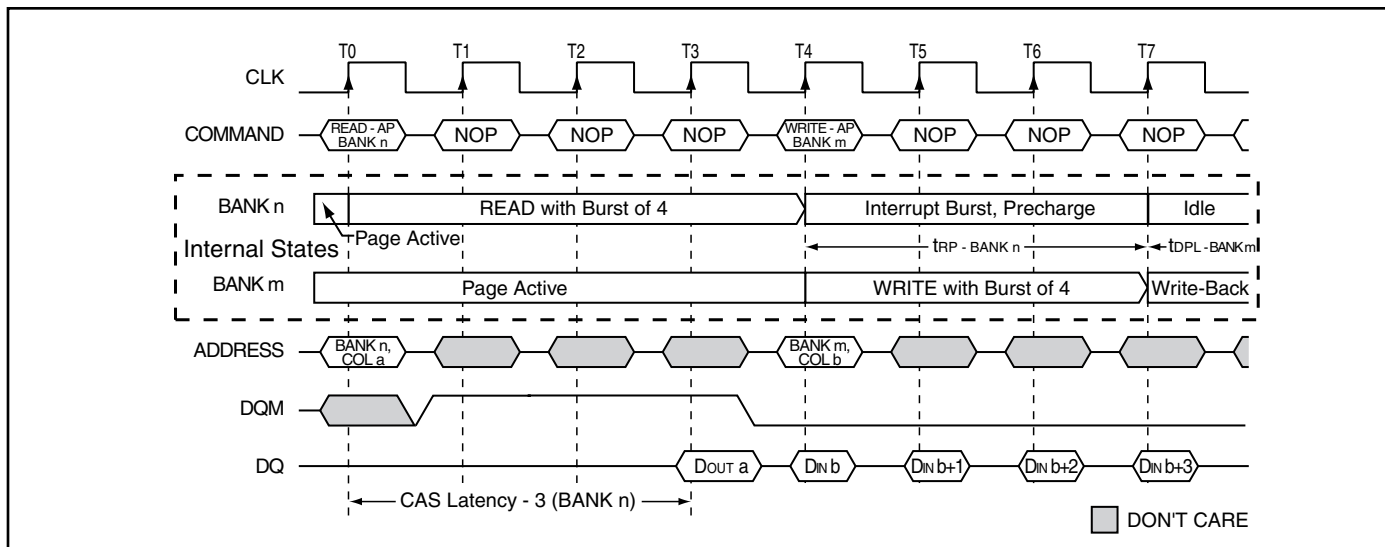 T0 T1 T2 T3 T4 T5 T6 T7
CLK
COMMAND READ - AP BANK n NOP NOP NOP WRITE - AP BANK m NOP NOP NOP
BANK n READ with Burst of 4 Interrupt Burst, Precharge Idle
Page Active
Internal States tRP - BANK n tDPL - BANK m
BANK m Page Active WRITE with Burst of 4 Write-Back
ADDRESS BANK n, COL a BANK m, COL b
DQM
DQ DOUT a DIN b DIN b+1 DIN b+2 DIN b+3
CAS Latency - 3 (BANK n)
DON'T CARE